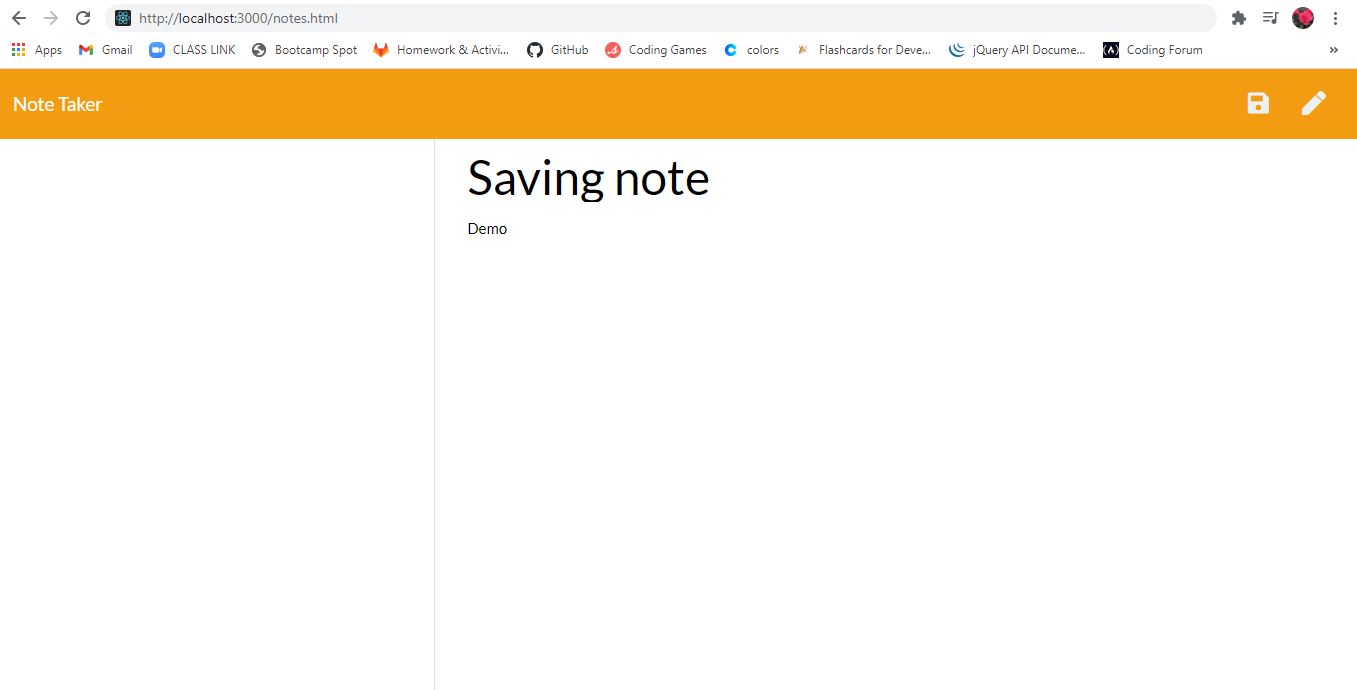 http://localhost:3000/notes.html
Apps Gmail CLASS LINK Bootcamp Spot Homework & Activi... GitHub Coding Games colors Flashcards for Deve... jQuery API Docume... Coding Forum »
Note Taker
Saving note
Demo